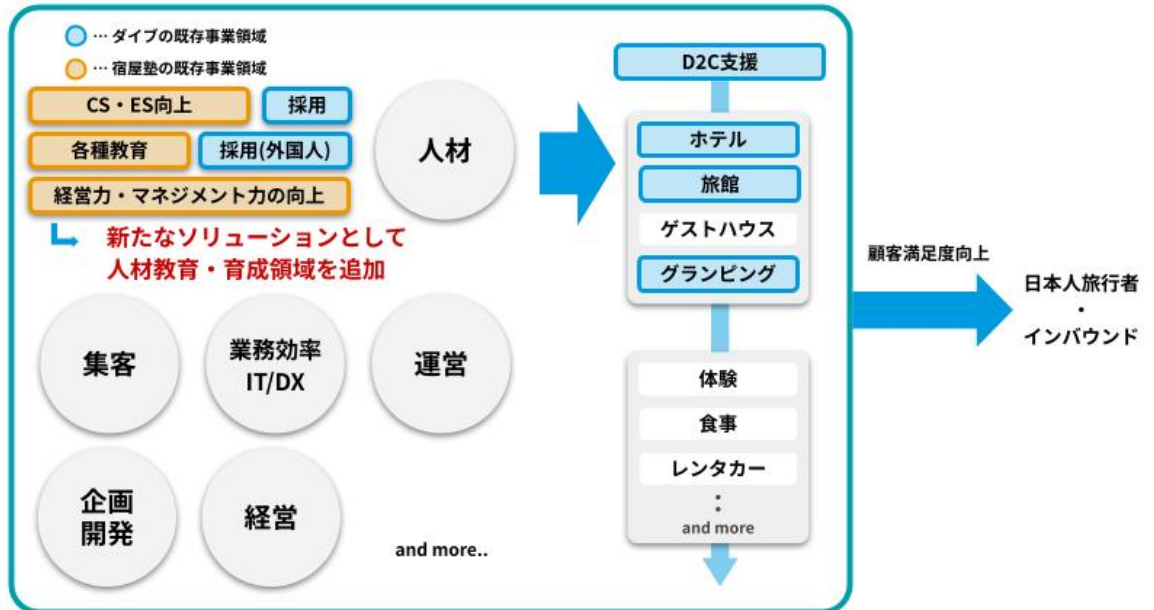 … ダイブの既存事業領域
… 宿屋塾の既存事業領域
CS・ES向上
採用
各種教育
採用(外国人)
経営力・マネジメント力の向上
新たなソリューションとして
人材教育・育成領域を追加
人材
集客
業務効率
IT/DX
運営
企画
開発
経営
and more..
D2C支援
ホテル
旅館
ゲストハウス
グランピング
体験
食事
レンタカー
:
and more
顧客満足度向上
日本人旅行者
・
インバウンド